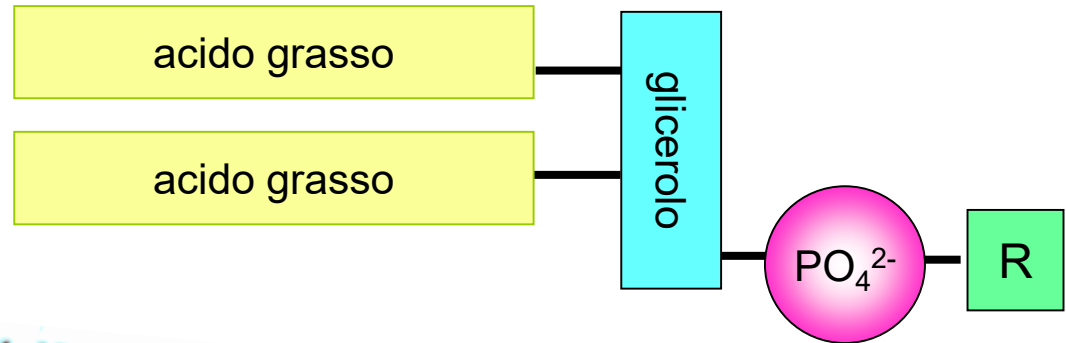 acido grasso
acido grasso
glicerolo
PO₄²⁻
R